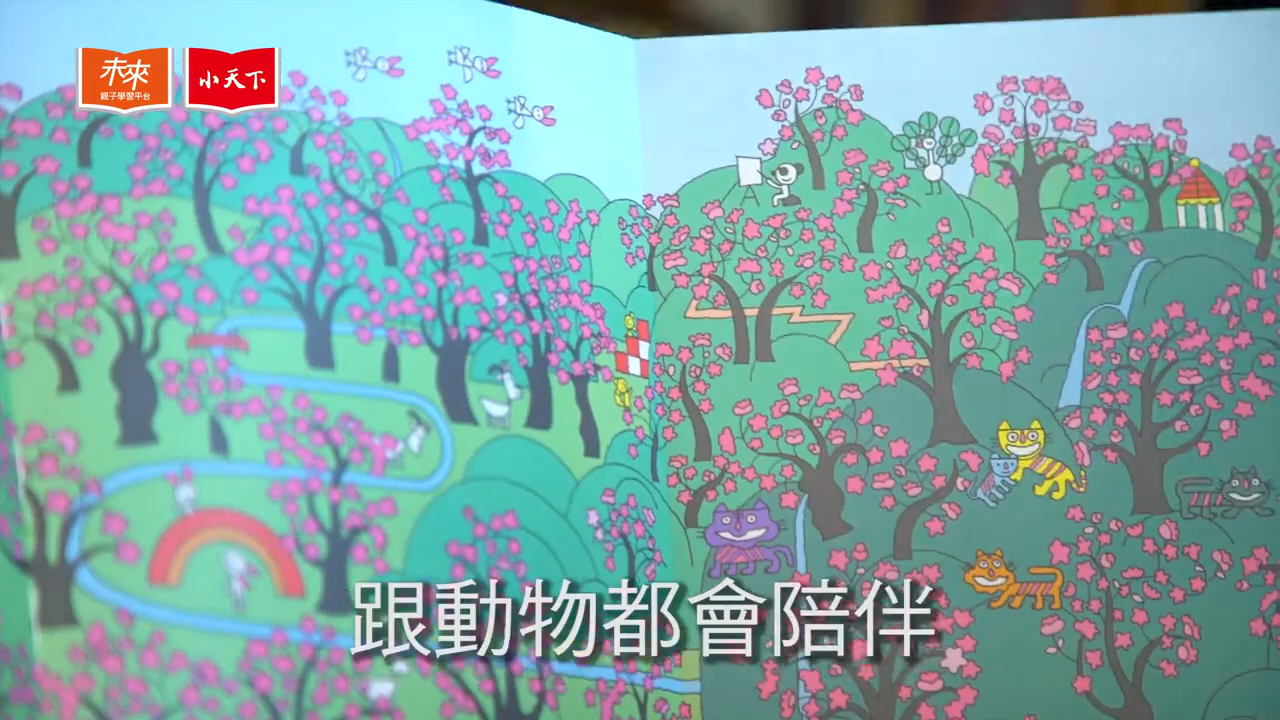 未來
親子學習平台
小天下
跟動物都會陪伴